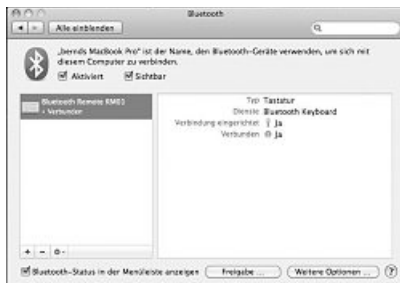 Bluetooth
Alle einblenden
„bernds MacBook Pro“ ist der Name, den Bluetooth-Geräte verwenden, um sich mit
diesem Computer zu verbinden.
Aktiviert Sichtbar
Bluetooth Remote RM03
Verbunden
Typ Tastatur
Dienste Bluetooth Keyboard
Verbindung eingerichtet Ja
Verbunden Ja
Bluetooth-Status in der Menüleiste anzeigen Freigabe ... Weitere Optionen ... ?